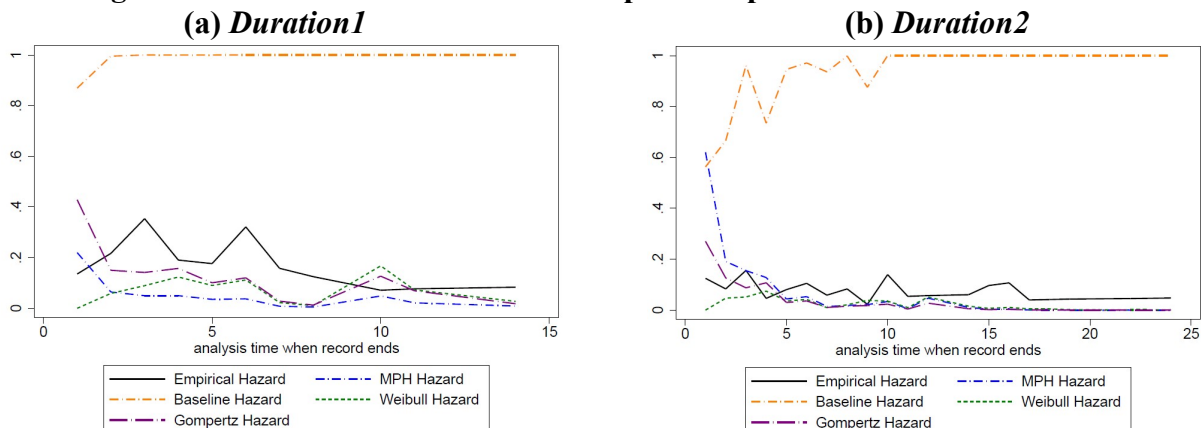 (a) Duration1
(b) Duration2
1
.8
.6
.4
.2
0
0
5
10
15
analysis time when record ends
Empirical Hazard
MPH Hazard
Baseline Hazard
Weibull Hazard
Gompertz Hazard
1
.8
.6
.4
.2
0
0
5
10
15
20
25
analysis time when record ends
Empirical Hazard
MPH Hazard
Baseline Hazard
Weibull Hazard
Gompertz Hazard